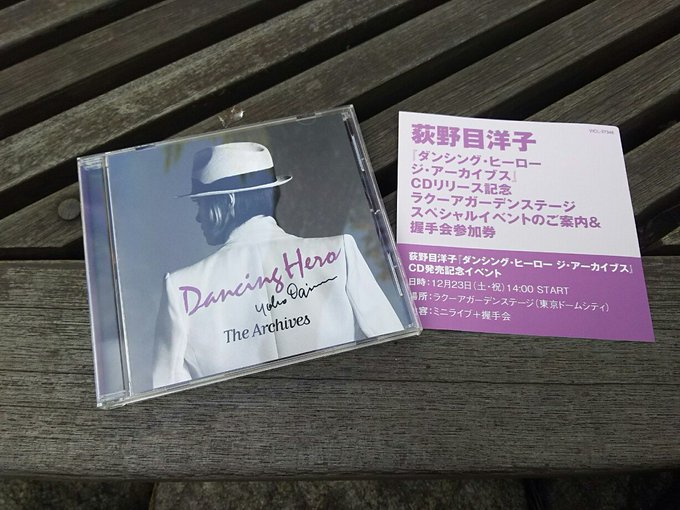 Dancing Hero
The Archives
VICL-37348
荻野目洋子
『ダンシング・ヒーロー
ジ・アーカイブス』
CDリリース記念
ラクーアガーデンステージ
スペシャルイベントのご案内&
握手会参加券
荻野目洋子『ダンシング・ヒーロー ジ・アーカイブス』
CD発売記念イベント
日時:12月23日(土・祝)14:00 START
場所:ラクーアガーデンステージ(東京ドームシティ)
容:ミニライブ+握手会